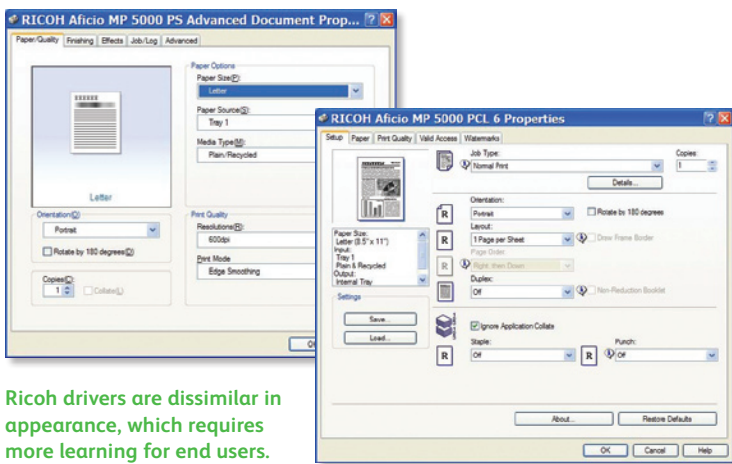 RICOH Aficio MP 5000 PS Advanced Document Prop...
Paper/Quality Finishing Effects Job/Log Advanced
Letter
Orientation(O)
Portrait
Rotate by 180 degrees(D)
Copies(C):
1 Collate(L)
Paper Options
Paper Size(P):
Letter
Paper Source(S):
Tray 1
Media Type(M):
Plain/Recycled
Print Quality
Resolutions(R):
600dpi
Print Mode
Edge Smoothing
RICOH Aficio MP 5000 PCL 6 Properties
Setup Paper Print Quality Valid Access Watermarks
Paper Size:
Letter (8.5" x 11")
Input:
Tray 1
Plain & Recycled
Output:
Internal Tray
Settings
Save...
Load...
Job Type:
Normal Print
Copies:
1
Details...
Orientation:
Portrait
Rotate by 180 degrees
Layout:
1 Page per Sheet
Draw Frame Border
Page Order:
Right, then Down
Duplex:
Off
Non-Reduction Booklet
Ignore Application Collate
Staple:
Off
Punch:
Off
R
R
R
R
R
About...
Restore Defaults
OK Cancel Help
Ricoh drivers are dissimilar in
appearance, which requires
more learning for end users.